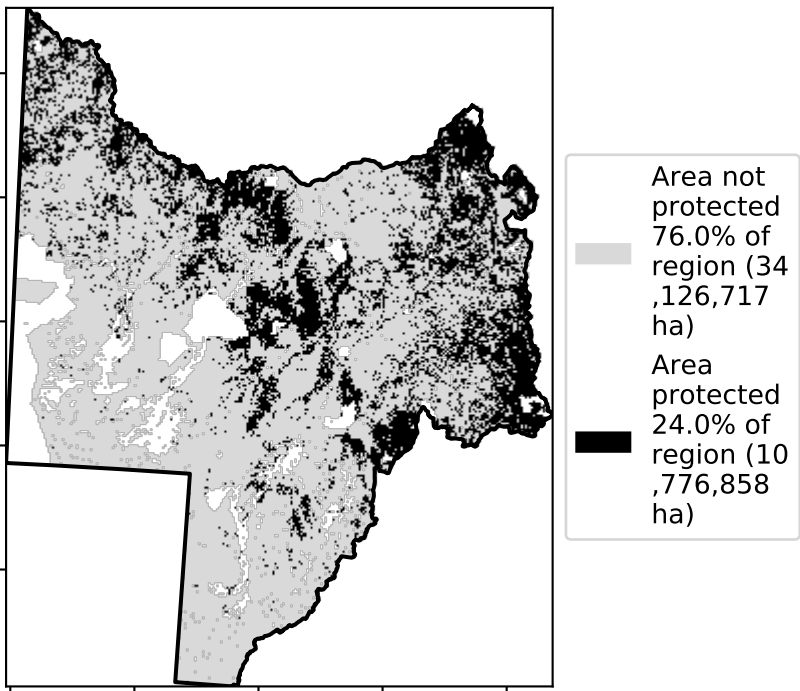 Area not
protected
76.0% of
region (34
,126,717
ha)
Area
protected
24.0% of
region (10
,776,858
ha)